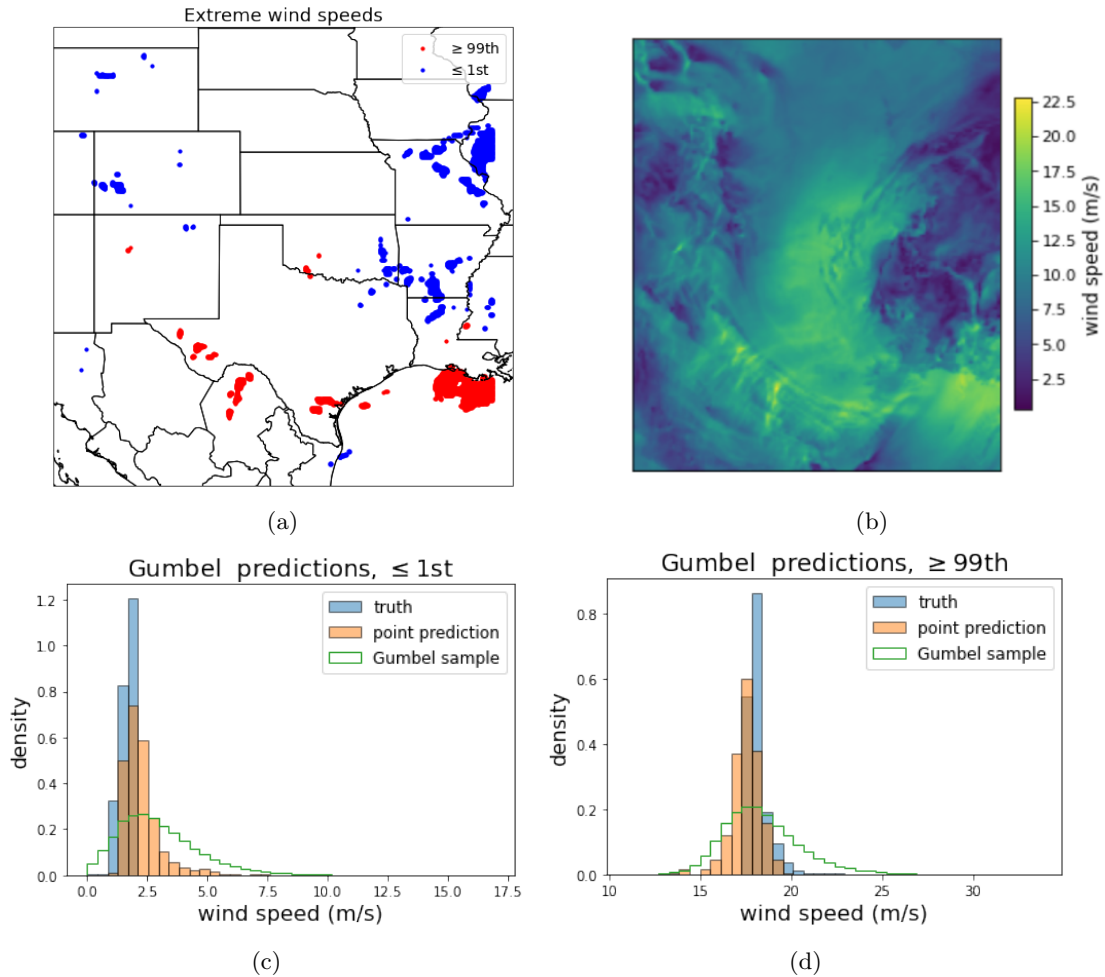 Extreme wind speeds
≥ 99th
≤ 1st
22.5
20.0
17.5
15.0
12.5
10.0
7.5
5.0
2.5
wind speed (m/s)
(a)
(b)
Gumbel predictions, ≤ 1st
truth
point prediction
Gumbel sample
1.2
1.0
0.8
0.6
0.4
0.2
0.0
density
0.0
2.5
5.0
7.5
10.0
12.5
15.0
17.5
wind speed (m/s)
(c)
Gumbel predictions, ≥ 99th
truth
point prediction
Gumbel sample
0.8
0.6
0.4
0.2
0.0
density
10
15
20
25
30
wind speed (m/s)
(d)